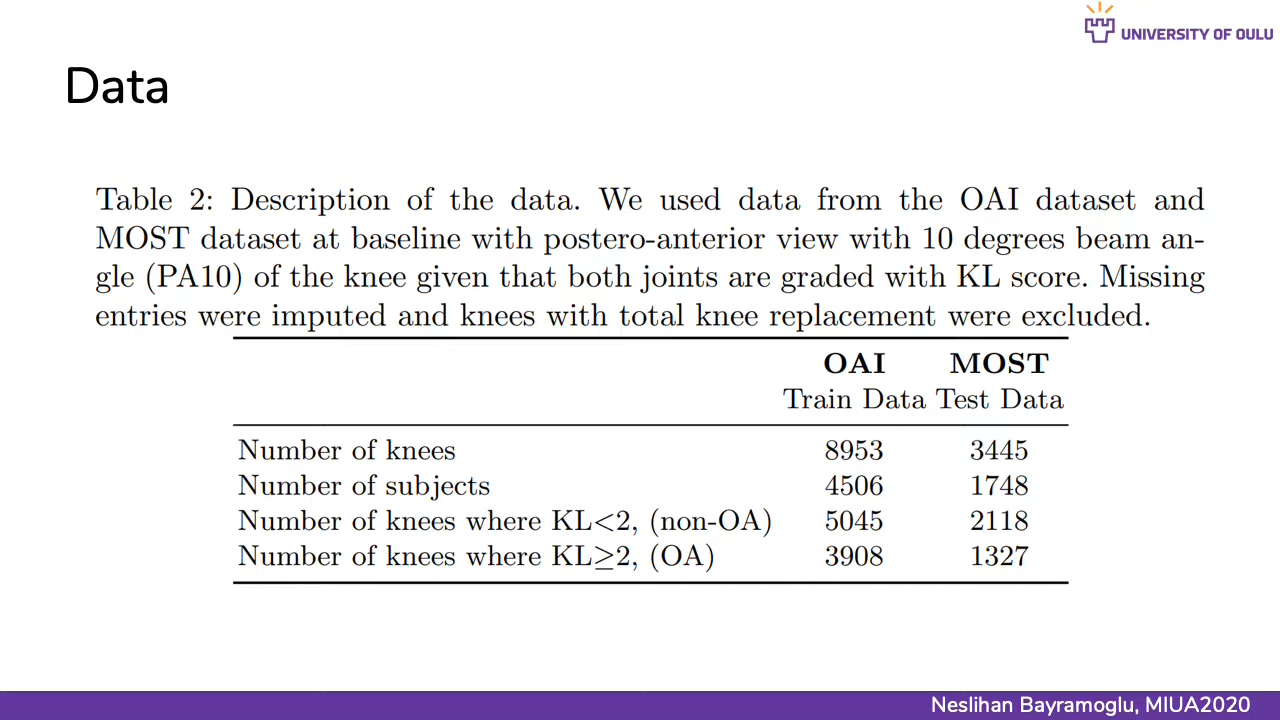 UNIVERSITY OF OULU
Data
Table 2: Description of the data. We used data from the OAI dataset and
MOST dataset at baseline with postero-anterior view with 10 degrees beam an-
gle (PA10) of the knee given that both joints are graded with KL score. Missing
entries were imputed and knees with total knee replacement were excluded.
OAI MOST
Train Data Test Data
Number of knees 8953 3445
Number of subjects 4506 1748
Number of knees where KL<2, (non-OA) 5045 2118
Number of knees where KL≥2, (OA) 3908 1327
Neslihan Bayramoglu, MIUA2020